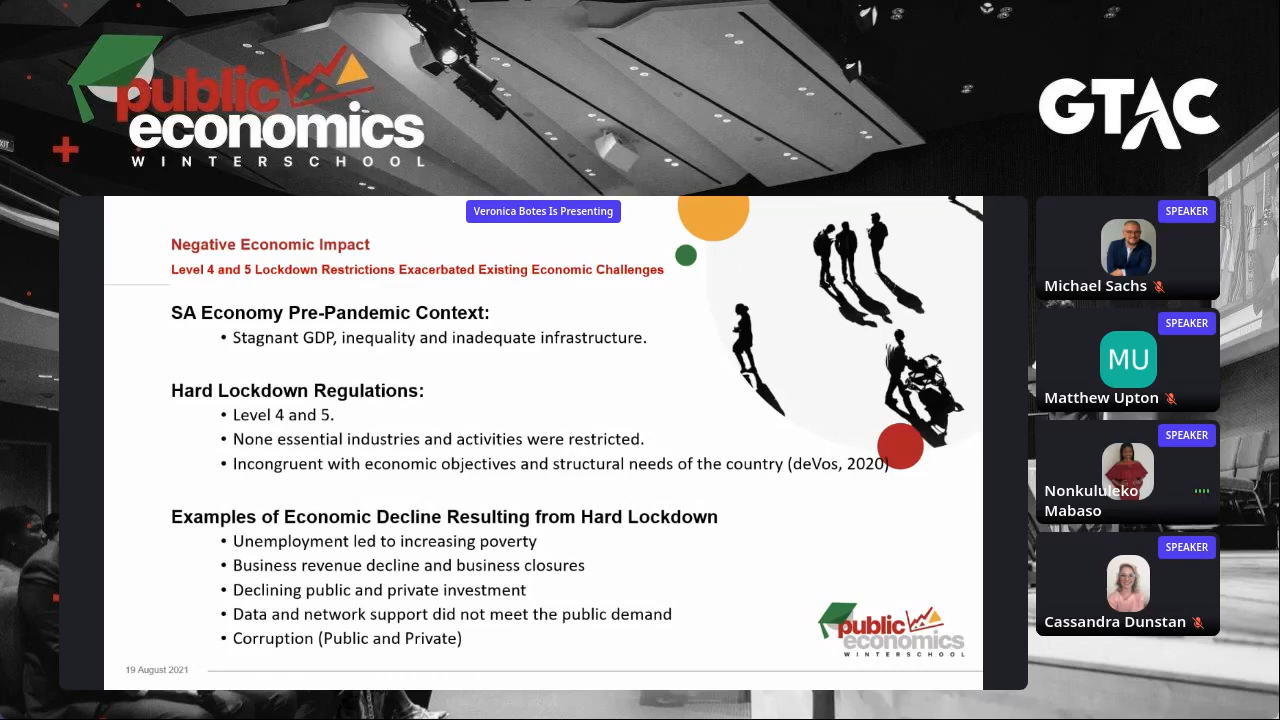 public
economics
WINTERSCHOOL
GTAC
Veronica Botes Is Presenting
Negative Economic Impact
Level 4 and 5 Lockdown Restrictions Exacerbated Existing Economic Challenges
SA Economy Pre-Pandemic Context:
• Stagnant GDP, inequality and inadequate infrastructure.
Hard Lockdown Regulations:
• Level 4 and 5.
• None essential industries and activities were restricted.
• Incongruent with economic objectives and structural needs of the country (deVos, 2020)
Examples of Economic Decline Resulting from Hard Lockdown
• Unemployment led to increasing poverty
• Business revenue decline and business closures
• Declining public and private investment
• Data and network support did not meet the public demand
• Corruption (Public and Private)
public
economics
WINTERSCHOOL
19 August 2021
SPEAKER
Michael Sachs
SPEAKER
MU
Matthew Upton
SPEAKER
Nonkululeko
Mabaso
SPEAKER
Cassandra Dunstan